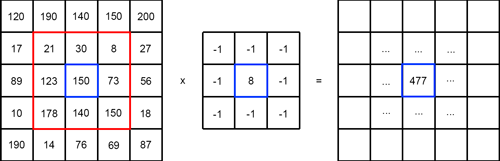 120 190 140 150 200
17 21 30 8 27 -1 -1 -1 ... ... ...
89 123 150 73 56 x -1 8 -1 = ... 477 ...
10 178 140 150 18 -1 -1 -1 ... ... ...
190 14 76 69 87